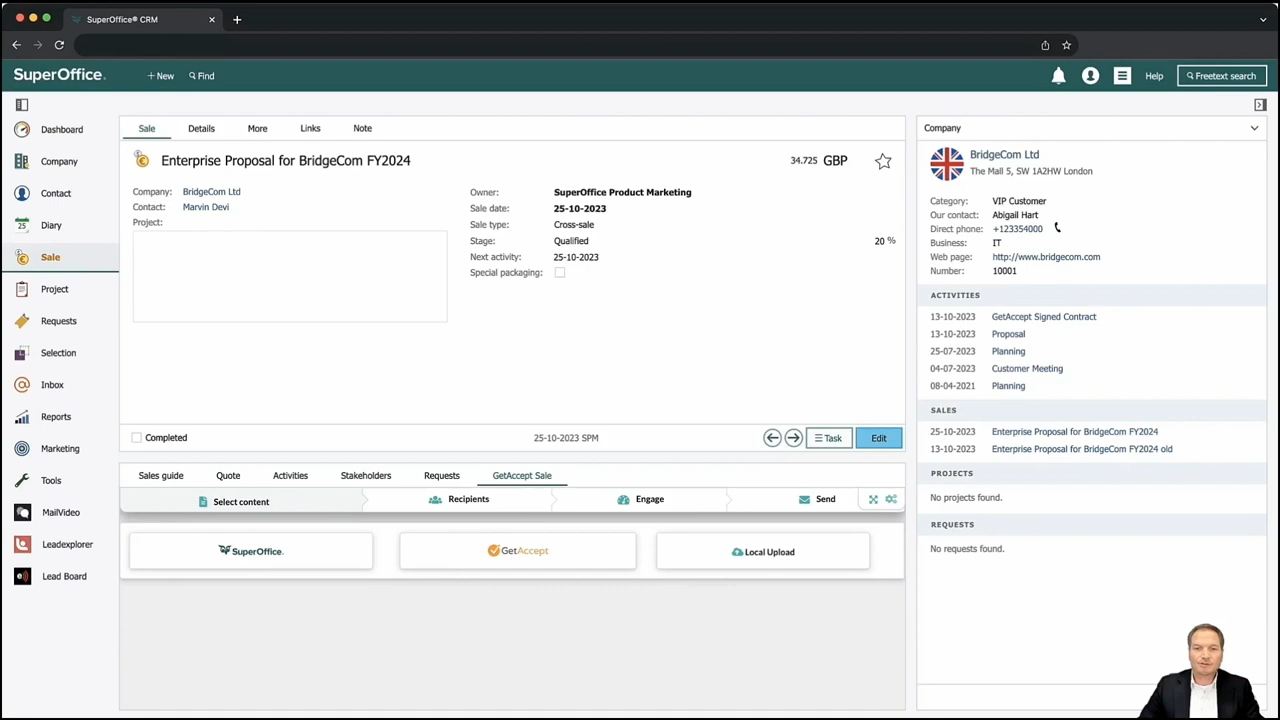 SuperOffice® CRM
SuperOffice.
+ New
Find
Help
Freetext search
Dashboard
Company
Contact
25
Diary
Sale
Project
Requests
Selection
Inbox
Reports
Marketing
Tools
MailVideo
Leadexplorer
Lead Board
Sale
Details
More
Links
Note
Enterprise Proposal for BridgeCom FY2024
34.725 GBP
Company: BridgeCom Ltd
Contact: Marvin Devi
Project:
Owner: SuperOffice Product Marketing
Sale date: 25-10-2023
Sale type: Cross-sale
Stage: Qualified
20 %
Next activity: 25-10-2023
Special packaging:
Completed
25-10-2023 SPM
Task
Edit
Sales guide
Quote
Activities
Stakeholders
Requests
GetAccept Sale
Select content
Recipients
Engage
Send
SuperOffice.
GetAccept
Local Upload
Company
BridgeCom Ltd
The Mall 5, SW 1A2HW London
Category: VIP Customer
Our contact: Abigail Hart
Direct phone: +123354000
Business: IT
Web page: http://www.bridgecom.com
Number: 10001
ACTIVITIES
13-10-2023 GetAccept Signed Contract
13-10-2023 Proposal
25-07-2023 Planning
04-07-2023 Customer Meeting
08-04-2021 Planning
SALES
25-10-2023 Enterprise Proposal for BridgeCom FY2024
13-10-2023 Enterprise Proposal for BridgeCom FY2024 old
PROJECTS
No projects found.
REQUESTS
No requests found.